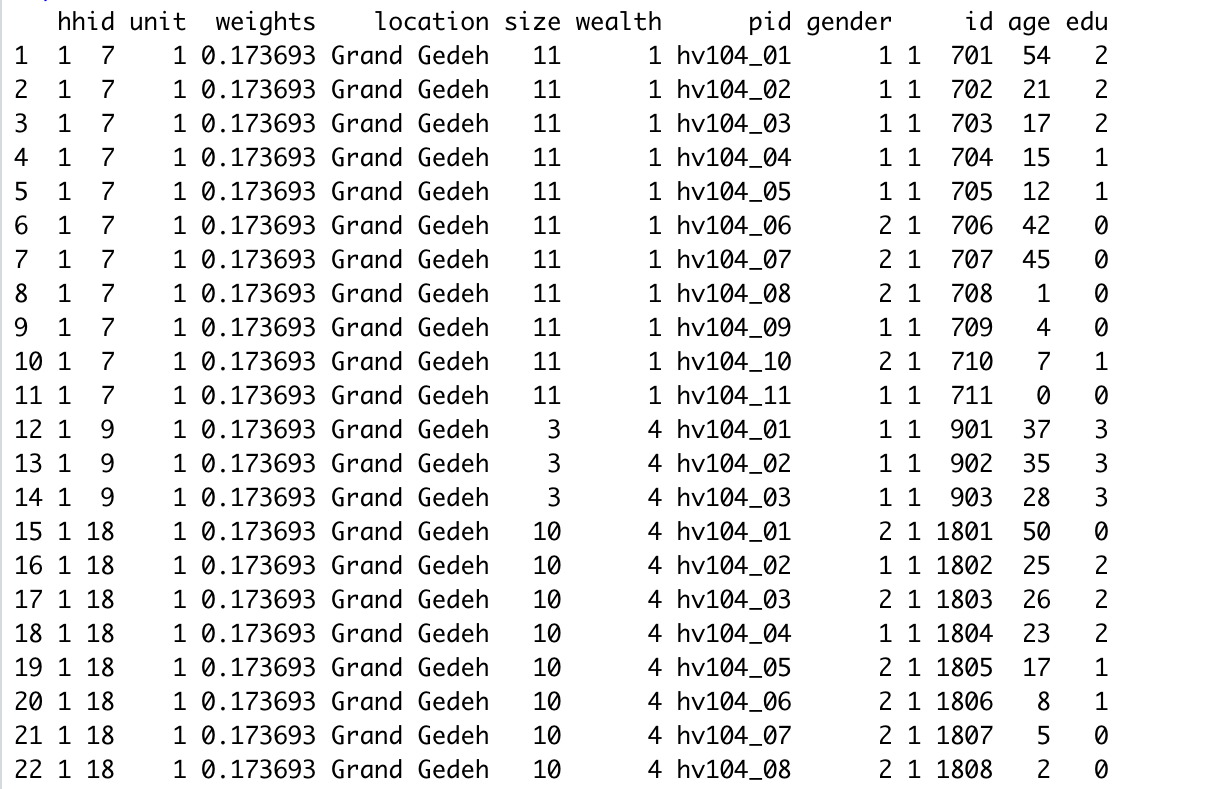 hhid unit weights location size wealth pid gender id age edu
1 1 7 1 0.173693 Grand Gedeh 11 1 hv104_01 1 1 701 54 2
2 1 7 1 0.173693 Grand Gedeh 11 1 hv104_02 1 1 702 21 2
3 1 7 1 0.173693 Grand Gedeh 11 1 hv104_03 1 1 703 17 2
4 1 7 1 0.173693 Grand Gedeh 11 1 hv104_04 1 1 704 15 1
5 1 7 1 0.173693 Grand Gedeh 11 1 hv104_05 1 1 705 12 1
6 1 7 1 0.173693 Grand Gedeh 11 1 hv104_06 2 1 706 42 0
7 1 7 1 0.173693 Grand Gedeh 11 1 hv104_07 2 1 707 45 0
8 1 7 1 0.173693 Grand Gedeh 11 1 hv104_08 2 1 708 1 0
9 1 7 1 0.173693 Grand Gedeh 11 1 hv104_09 1 1 709 4 0
10 1 7 1 0.173693 Grand Gedeh 11 1 hv104_10 2 1 710 7 1
11 1 7 1 0.173693 Grand Gedeh 11 1 hv104_11 1 1 711 0 0
12 1 9 1 0.173693 Grand Gedeh 3 4 hv104_01 1 1 901 37 3
13 1 9 1 0.173693 Grand Gedeh 3 4 hv104_02 1 1 902 35 3
14 1 9 1 0.173693 Grand Gedeh 3 4 hv104_03 1 1 903 28 3
15 1 18 1 0.173693 Grand Gedeh 10 4 hv104_01 2 1 1801 50 0
16 1 18 1 0.173693 Grand Gedeh 10 4 hv104_02 1 1 1802 25 2
17 1 18 1 0.173693 Grand Gedeh 10 4 hv104_03 2 1 1803 26 2
18 1 18 1 0.173693 Grand Gedeh 10 4 hv104_04 1 1 1804 23 2
19 1 18 1 0.173693 Grand Gedeh 10 4 hv104_05 2 1 1805 17 1
20 1 18 1 0.173693 Grand Gedeh 10 4 hv104_06 2 1 1806 8 1
21 1 18 1 0.173693 Grand Gedeh 10 4 hv104_07 2 1 1807 5 0
22 1 18 1 0.173693 Grand Gedeh 10 4 hv104_08 2 1 1808 2 0